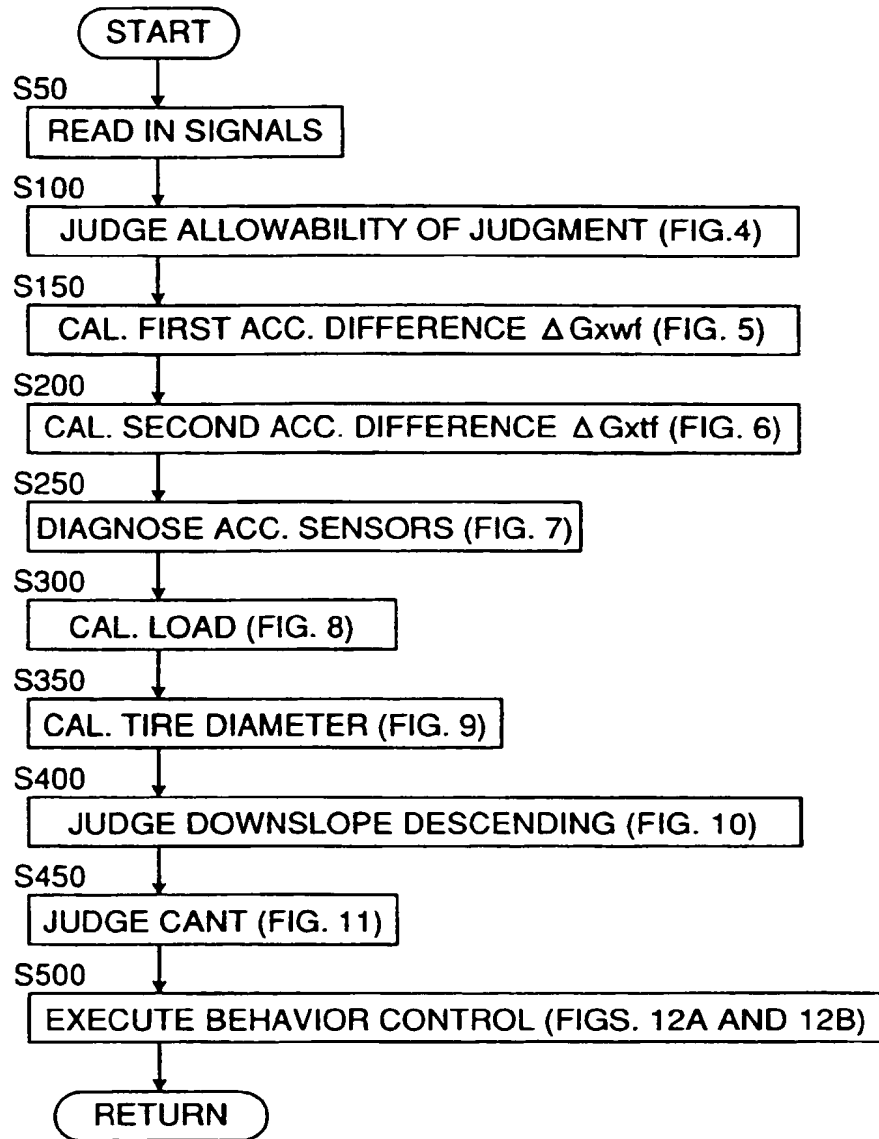 START
S50
READ IN SIGNALS
S100
JUDGE ALLOWABILITY OF JUDGMENT (FIG.4)
S150
CAL. FIRST ACC. DIFFERENCE Δ Gxwf (FIG. 5)
S200
CAL. SECOND ACC. DIFFERENCE Δ Gxtf (FIG. 6)
S250
DIAGNOSE ACC. SENSORS (FIG. 7)
S300
CAL. LOAD (FIG. 8)
S350
CAL. TIRE DIAMETER (FIG. 9)
S400
JUDGE DOWNSLOPE DESCENDING (FIG. 10)
S450
JUDGE CANT (FIG. 11)
S500
EXECUTE BEHAVIOR CONTROL (FIGS. 12A AND 12B)
RETURN